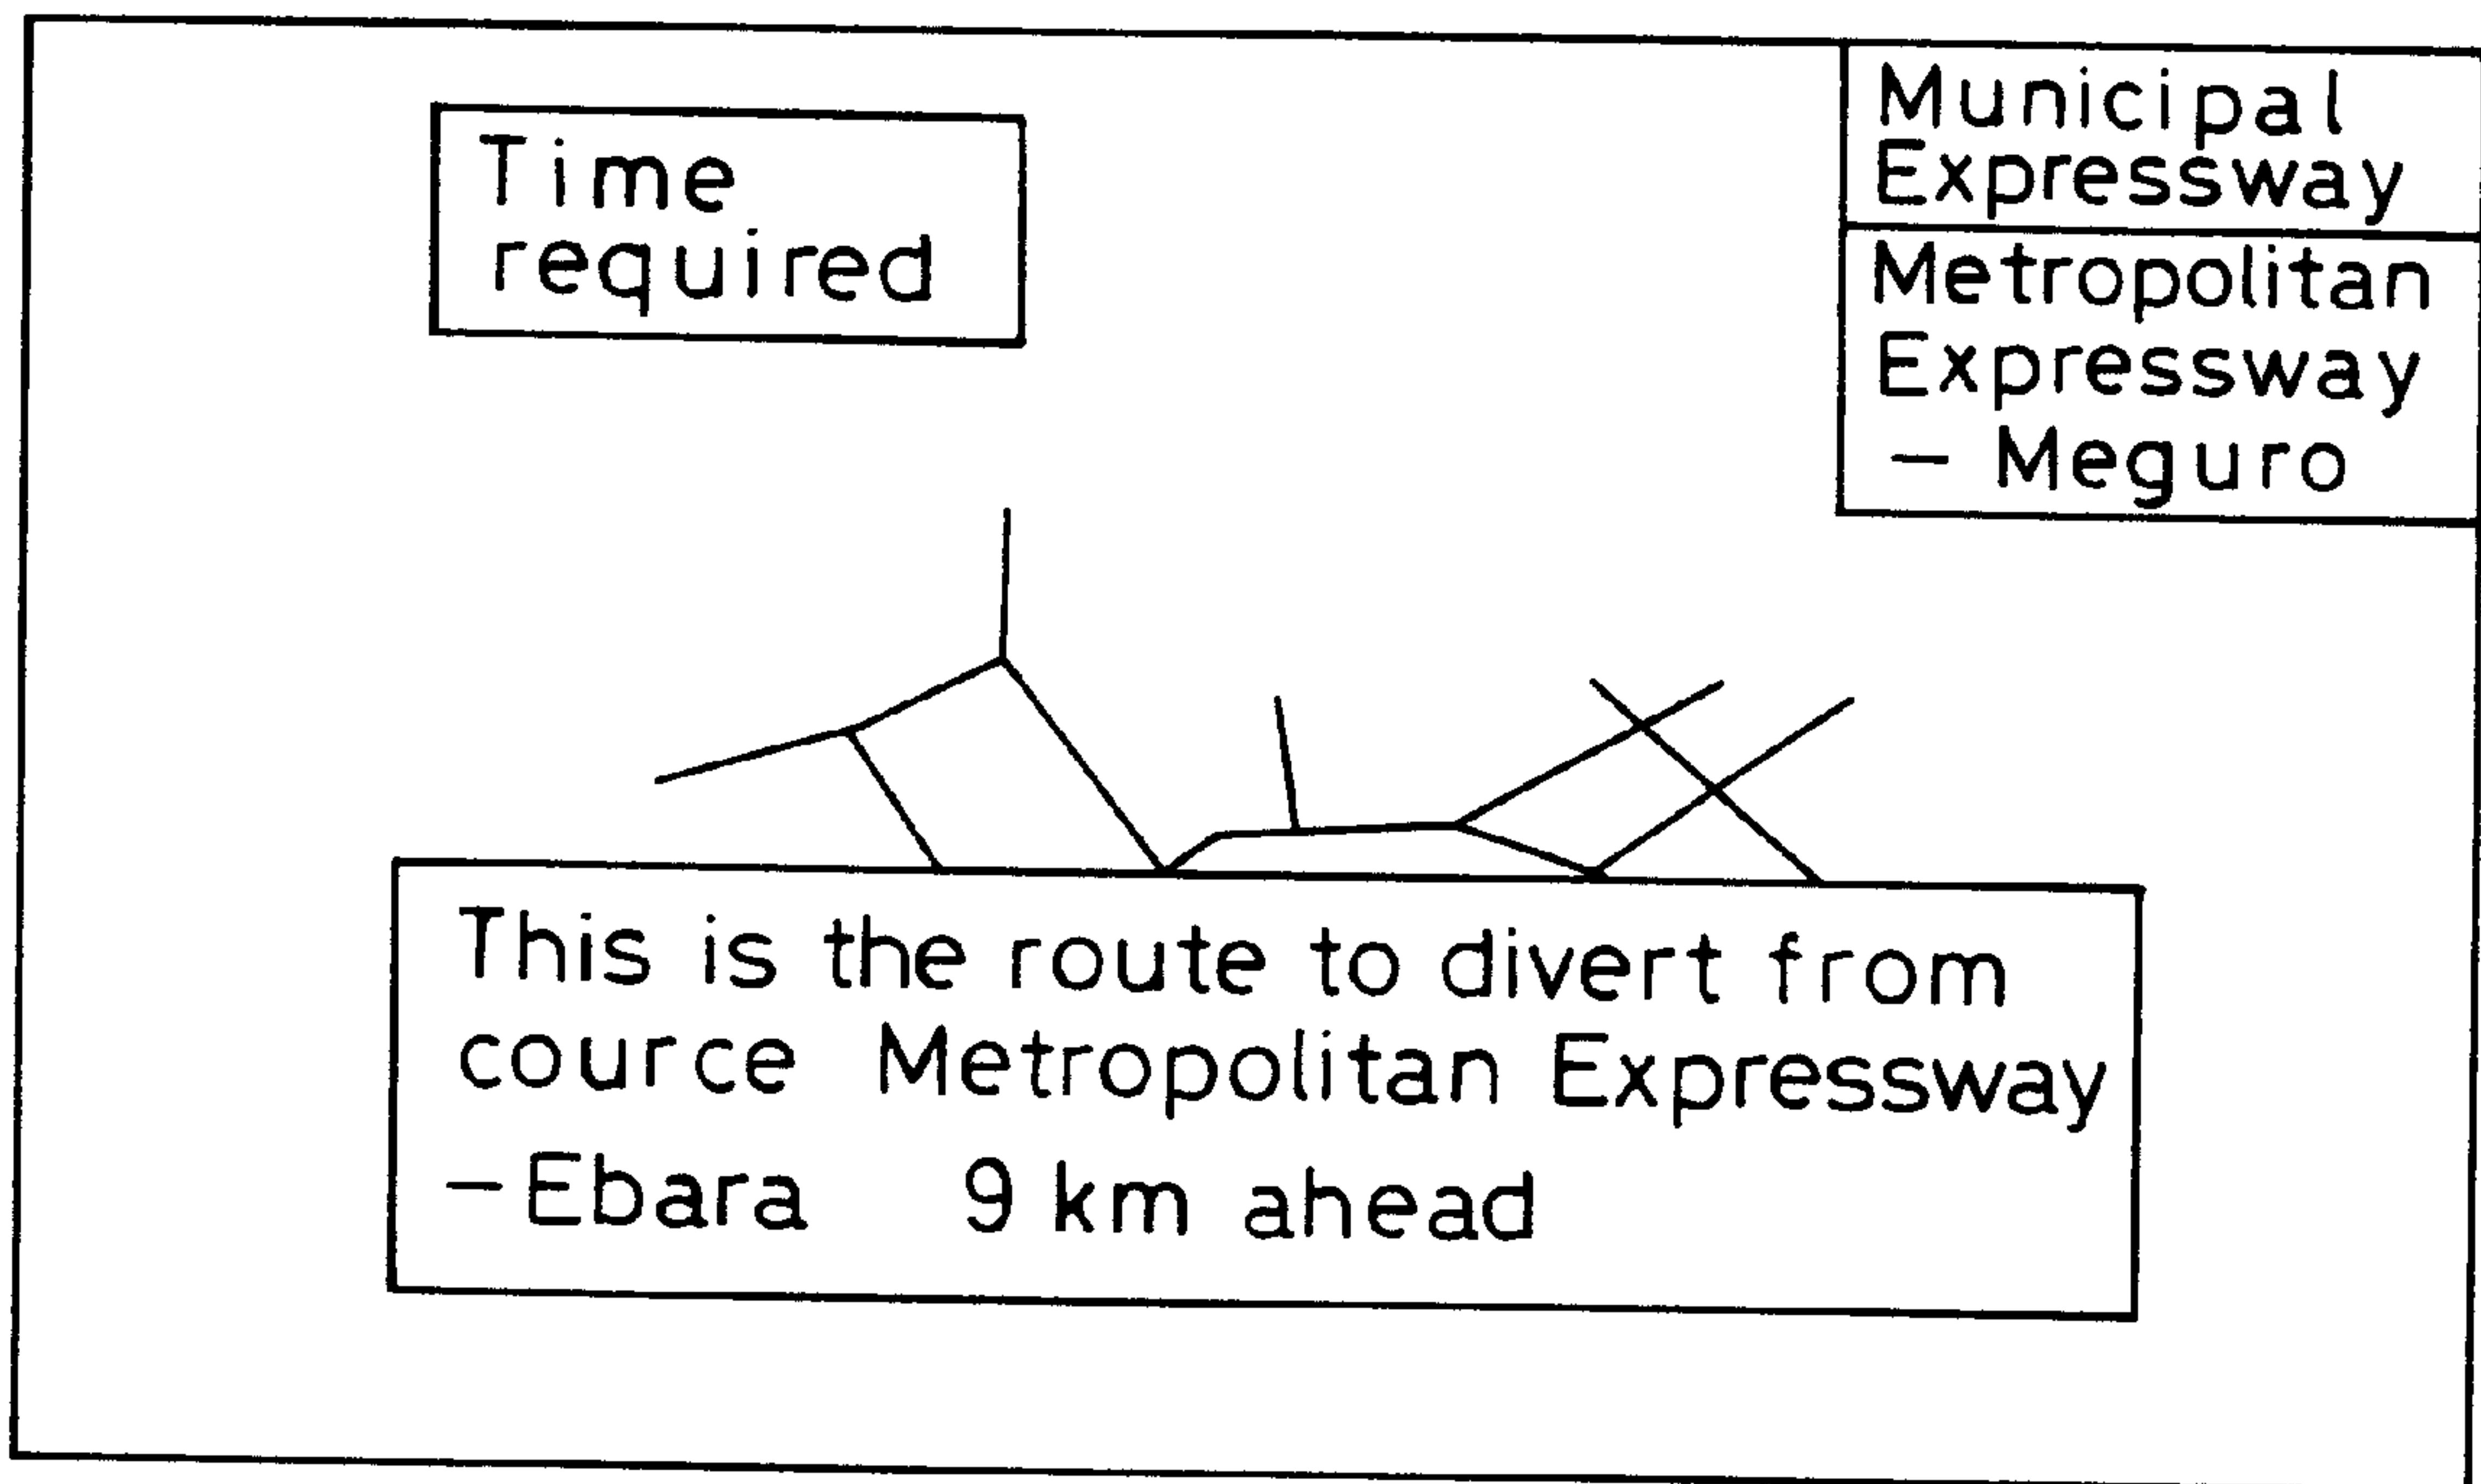 Time
required
Municipal
Expressway
Metropolitan
Expressway
– Meguro
This is the route to divert from
cource Metropolitan Expressway
–Ebara 9 km ahead